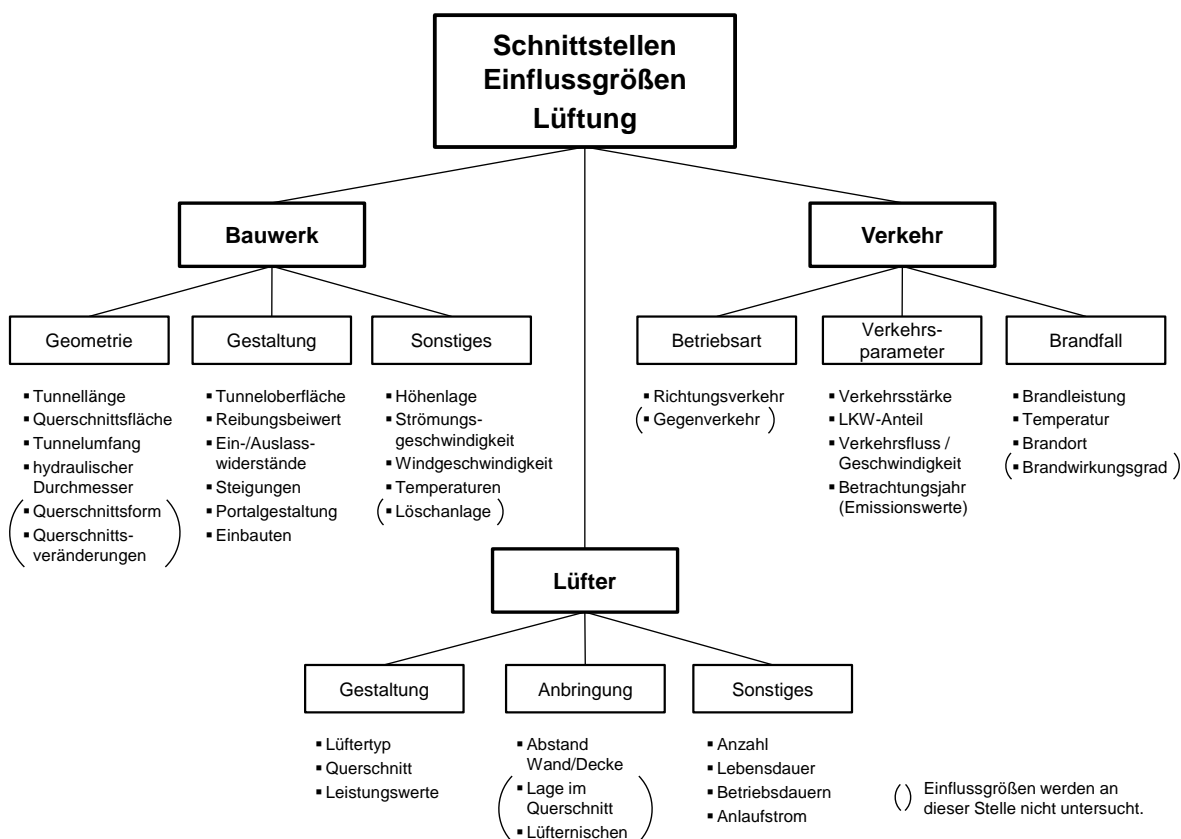 Schnittstellen
Einflussgrößen
Lüftung
Bauwerk
Verkehr
Geometrie
Gestaltung
Sonstiges
Betriebsart
Verkehrs-
parameter
Brandfall
▪ Tunnellänge
▪ Querschnittsfläche
▪ Tunnelumfang
▪ hydraulischer
Durchmesser
(▪ Querschnittsform
▪ Querschnitts-
veränderungen)
▪ Tunneloberfläche
▪ Reibungsbeiwert
▪ Ein-/Auslass-
widerstände
▪ Steigungen
▪ Portalgestaltung
▪ Einbauten
▪ Höhenlage
▪ Strömungs-
geschwindigkeit
▪ Windgeschwindigkeit
▪ Temperaturen
(▪ Löschanlage)
▪ Richtungsverkehr
(▪ Gegenverkehr)
▪ Verkehrsstärke
▪ LKW-Anteil
▪ Verkehrsfluss /
Geschwindigkeit
▪ Betrachtungsjahr
(Emissionswerte)
▪ Brandleistung
▪ Temperatur
▪ Brandort
(▪ Brandwirkungsgrad)
Lüfter
Gestaltung
Anbringung
Sonstiges
▪ Lüftertyp
▪ Querschnitt
▪ Leistungswerte
▪ Abstand
Wand/Decke
(▪ Lage im
Querschnitt
▪ Lüfternischen)
▪ Anzahl
▪ Lebensdauer
▪ Betriebsdauern
▪ Anlaufstrom
() Einflussgrößen werden an
dieser Stelle nicht untersucht.